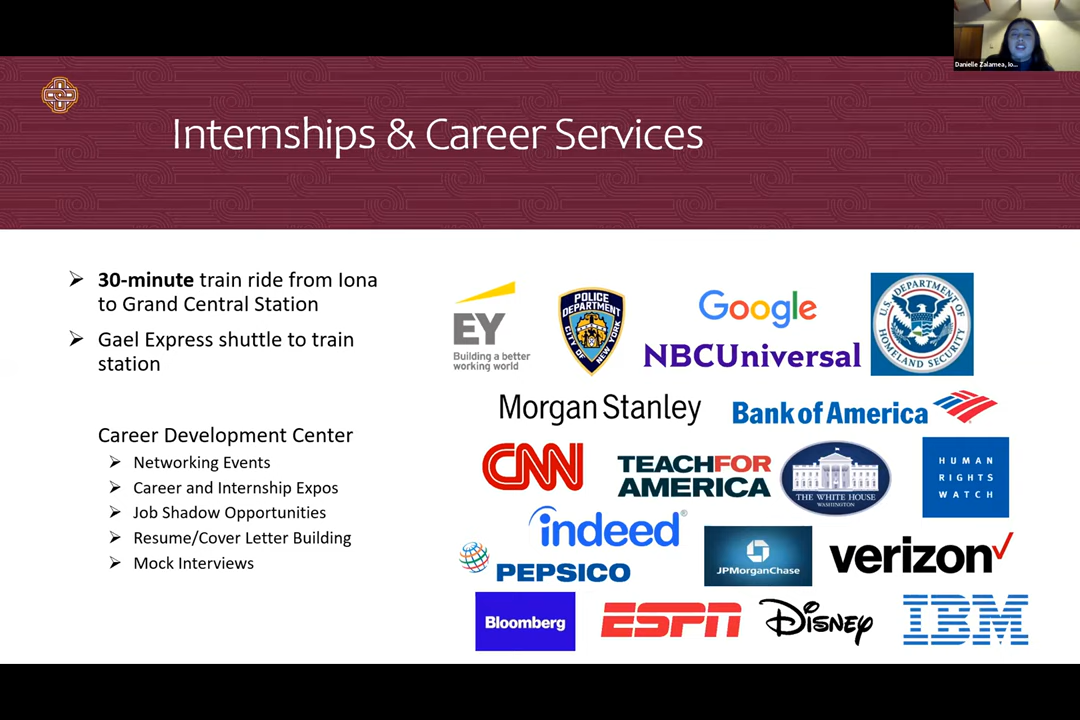 Danielle Zalamea, Io...
Internships & Career Services
30-minute train ride from Iona
to Grand Central Station
Gael Express shuttle to train
station
Career Development Center
Networking Events
Career and Internship Expos
Job Shadow Opportunities
Resume/Cover Letter Building
Mock Interviews
EY
Building a better
working world
POLICE
DEPARTMENT
CITY OF NEW YORK
Google
NBCUniversal
U.S. DEPARTMENT OF
HOMELAND SECURITY
Morgan Stanley
Bank of America
CNN
TEACHFOR
AMERICA
THE WHITE HOUSE
WASHINGTON
HUMAN
RIGHTS
WATCH
indeed®
PEPSICO
JPMORGANCHASE
verizon
Bloomberg
ESPN
Disney
IBM